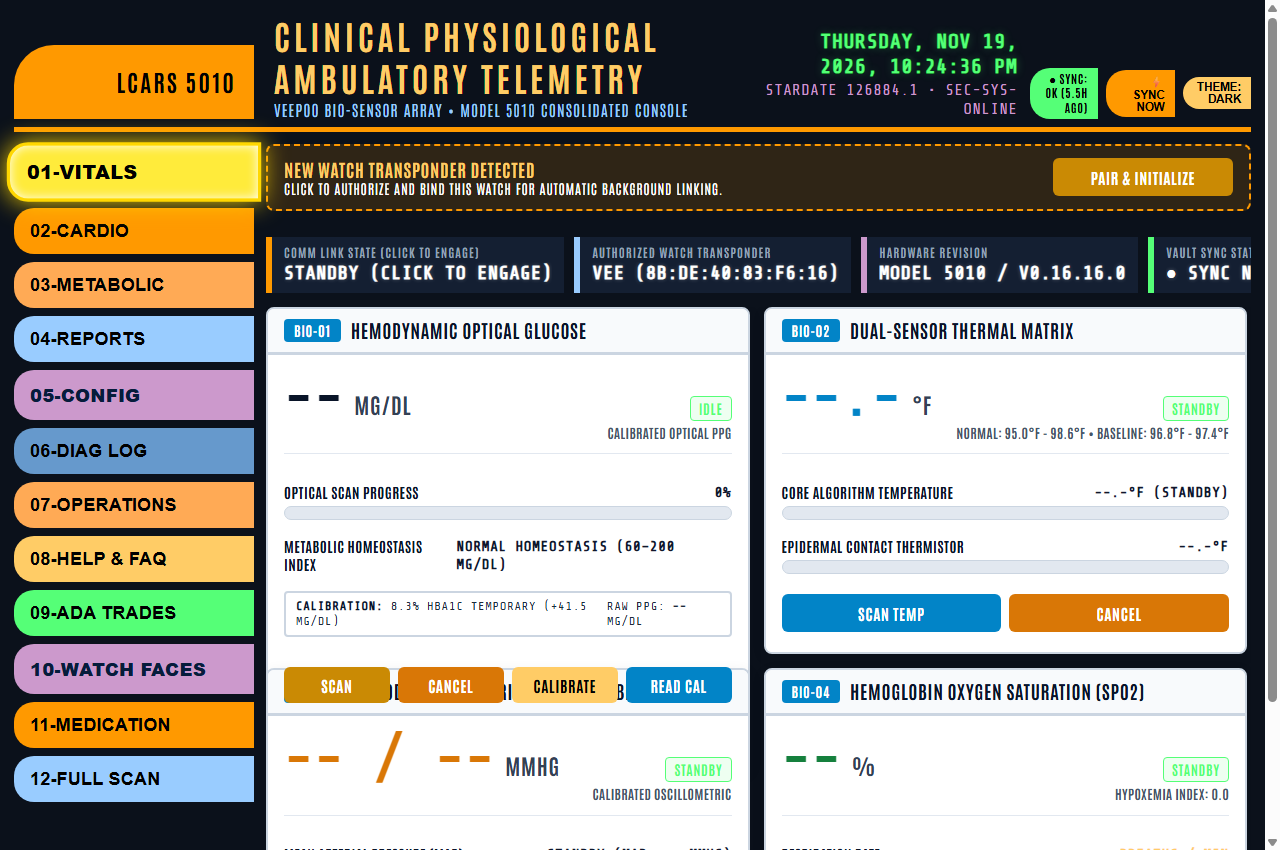 LCARS 5010
CLINICAL PHYSIOLOGICAL
AMBULATORY TELEMETRY
VEEPOO BIO-SENSOR ARRAY • MODEL 5010 CONSOLIDATED CONSOLE
THURSDAY, NOV 19,
2026, 10:24:36 PM
STARDATE 126884.1 • SEC-SYS-
ONLINE
● SYNC:
OK (5.5H
AGO)
SYNC
NOW
THEME:
DARK
01-VITALS
02-CARDIO
03-METABOLIC
04-REPORTS
05-CONFIG
06-DIAG LOG
07-OPERATIONS
08-HELP & FAQ
09-ADA TRADES
10-WATCH FACES
11-MEDICATION
12-FULL SCAN
NEW WATCH TRANSPONDER DETECTED
CLICK TO AUTHORIZE AND BIND THIS WATCH FOR AUTOMATIC BACKGROUND LINKING.
PAIR & INITIALIZE
COMM LINK STATE (CLICK TO ENGAGE)
STANDBY (CLICK TO ENGAGE)
AUTHORIZED WATCH TRANSPONDER
VEE (8B:DE:40:83:F6:16)
HARDWARE REVISION
MODEL 5010 / V0.16.16.0
VAULT SYNC STAT
● SYNC N
BIO-01 HEMODYNAMIC OPTICAL GLUCOSE
-- MG/DL
IDLE
CALIBRATED OPTICAL PPG
OPTICAL SCAN PROGRESS 0%
METABOLIC HOMEOSTASIS
INDEX
NORMAL HOMEOSTASIS (60-200
MG/DL)
CALIBRATION: 8.3% HBA1C TEMPORARY (+41.5
MG/DL)
RAW PPG: --
MG/DL
SCAN
CANCEL
CALIBRATE
READ CAL
BIO-02 DUAL-SENSOR THERMAL MATRIX
--.- °F
STANDBY
NORMAL: 95.0°F - 98.6°F • BASELINE: 96.8°F - 97.4°F
CORE ALGORITHM TEMPERATURE --.-°F (STANDBY)
EPIDERMAL CONTACT THERMISTOR --.-°F
SCAN TEMP
CANCEL
-- / -- MMHG
STANDBY
CALIBRATED OSCILLOMETRIC
BIO-04 HEMOGLOBIN OXYGEN SATURATION (SPO2)
-- %
STANDBY
HYPOXEMIA INDEX: 0.0